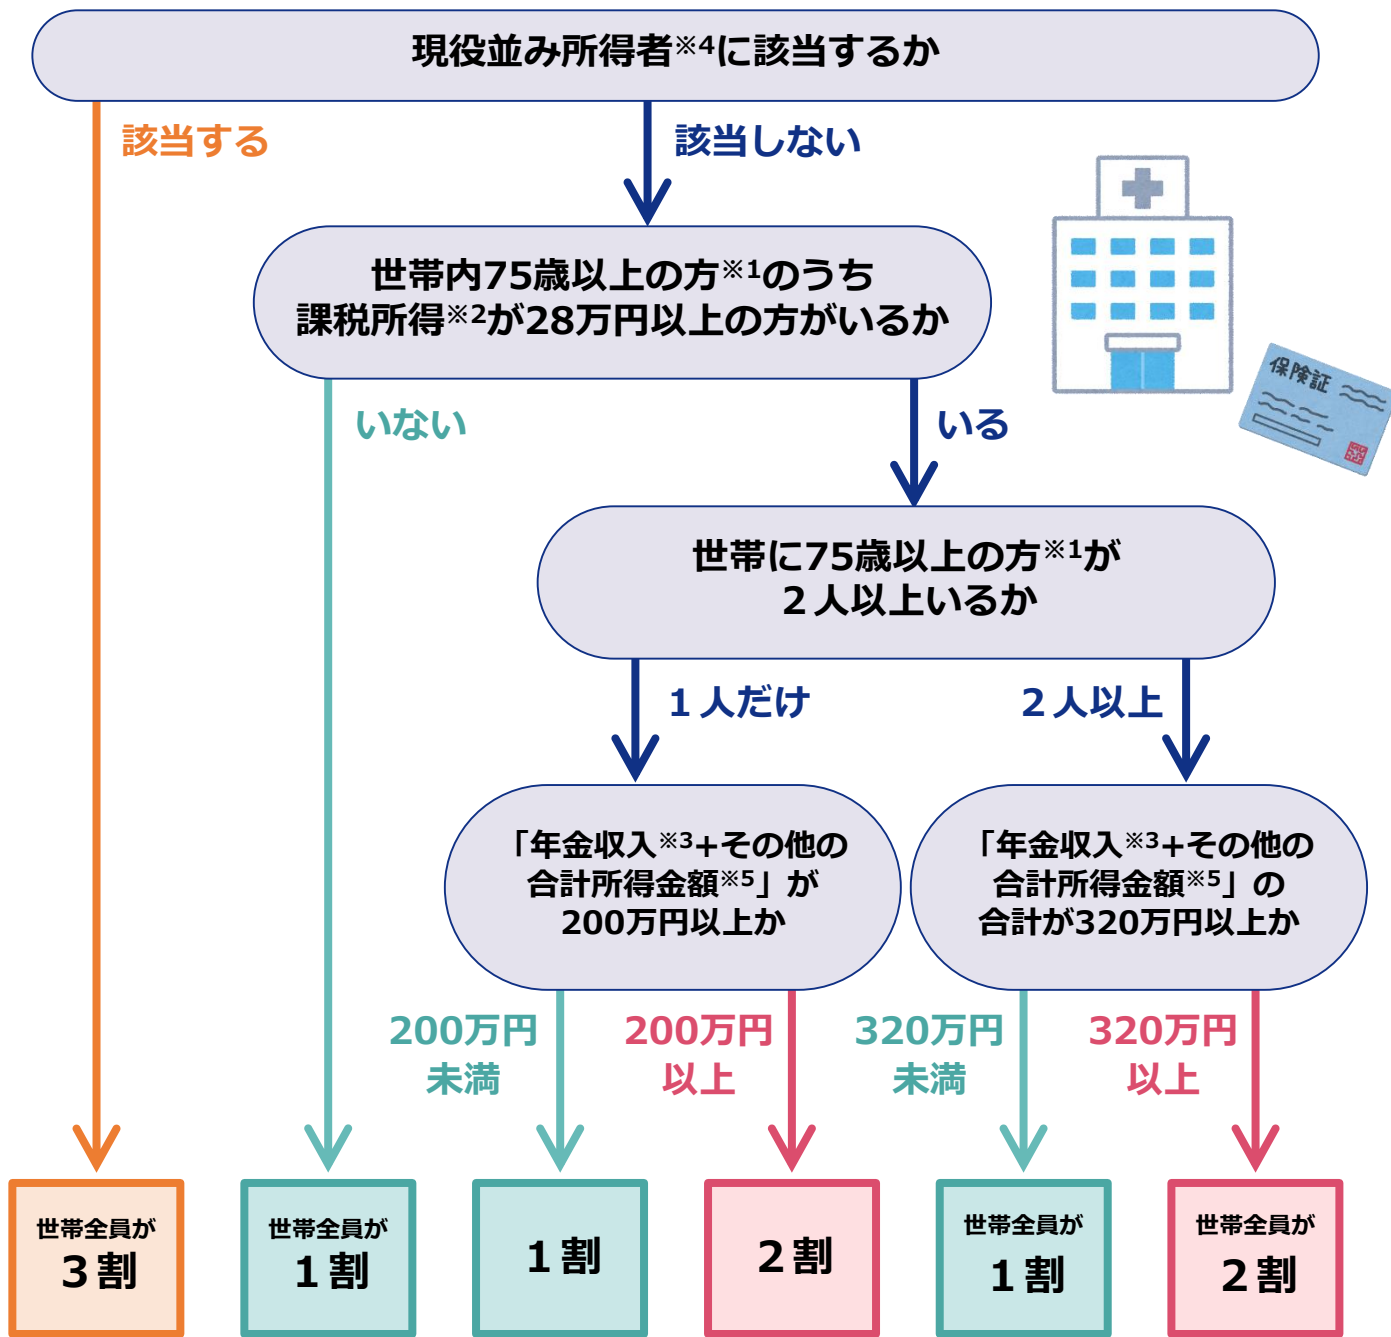 現役並み所得者※4に該当するか
該当する
該当しない
世帯内75歳以上の方※1のうち
課税所得※2が28万円以上の方がいるか
保険証
いない
いる
世帯に75歳以上の方※1が
２人以上いるか
１人だけ
２人以上
「年金収入※3+その他の
合計所得金額※5」が
200万円以上か
「年金収入※3+その他の
合計所得金額※5」の
合計が320万円以上か
200万円
未満
200万円
以上
320万円
未満
320万円
以上
世帯全員が
３割
世帯全員が
１割
１割
２割
世帯全員が
１割
世帯全員が
２割